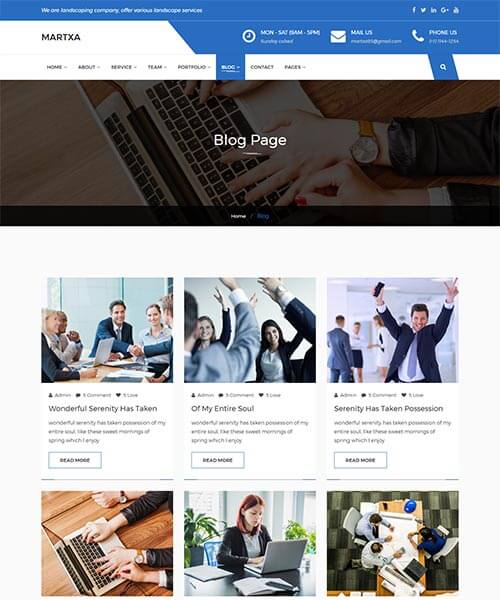 We are landscaping company, offer various landscape services
MARTXA
MON - SAT (9AM - 5PM)
Sunday colsed
MAIL US
martxa85@gmail.com
PHONE US
HOME
ABOUT
SERVICE
TEAM
PORTFOLIO
BLOG
CONTACT
PAGES
Blog Page
Home / Blog
Admin 5 Comment 5 Love
Wonderful Serenity Has Taken
wonderful serenity has taken possession of my
entire soul, like these sweet mornings of
spring which I enjoy
READ MORE
Admin 5 Comment 5 Love
Of My Entire Soul
wonderful serenity has taken possession of my
entire soul, like these sweet mornings of
spring which I enjoy
READ MORE
Admin 5 Comment 5 Love
Serenity Has Taken Possession
wonderful serenity has taken possession of my
entire soul, like these sweet mornings of
spring which I enjoy
READ MORE